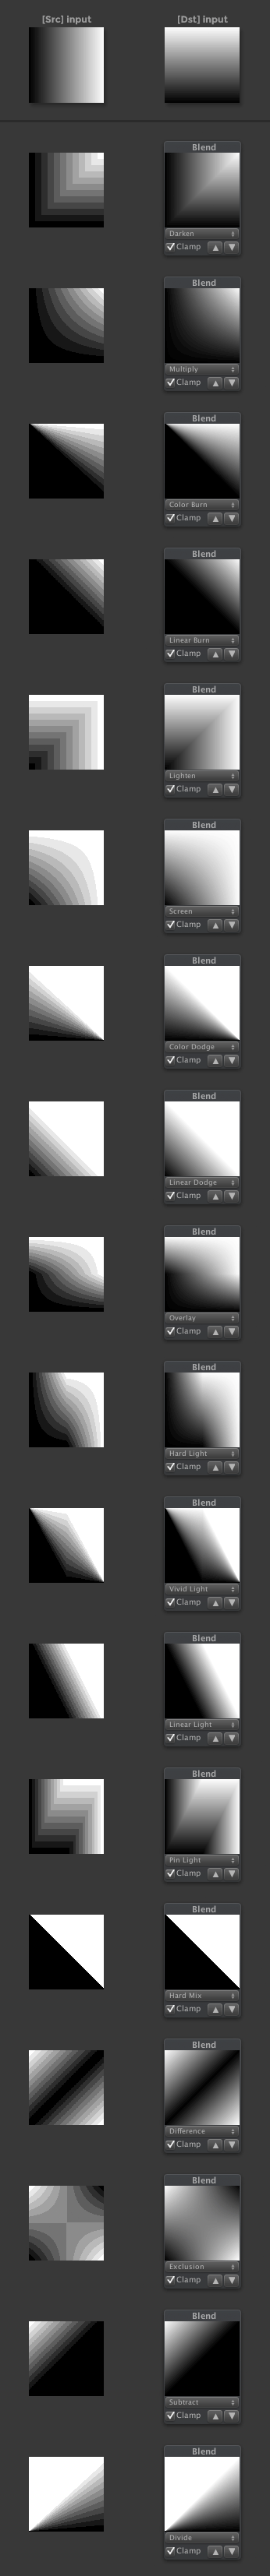 [Src] input [Dst] input
Blend
Darken
Clamp
Blend
Multiply
Clamp
Blend
Color Burn
Clamp
Blend
Linear Burn
Clamp
Blend
Lighten
Clamp
Blend
Screen
Clamp
Blend
Color Dodge
Clamp
Blend
Linear Dodge
Clamp
Blend
Overlay
Clamp
Blend
Hard Light
Clamp
Blend
Vivid Light
Clamp
Blend
Linear Light
Clamp
Blend
Pin Light
Clamp
Blend
Hard Mix
Clamp
Blend
Difference
Clamp
Blend
Exclusion
Clamp
Blend
Subtract
Clamp
Blend
Divide
Clamp